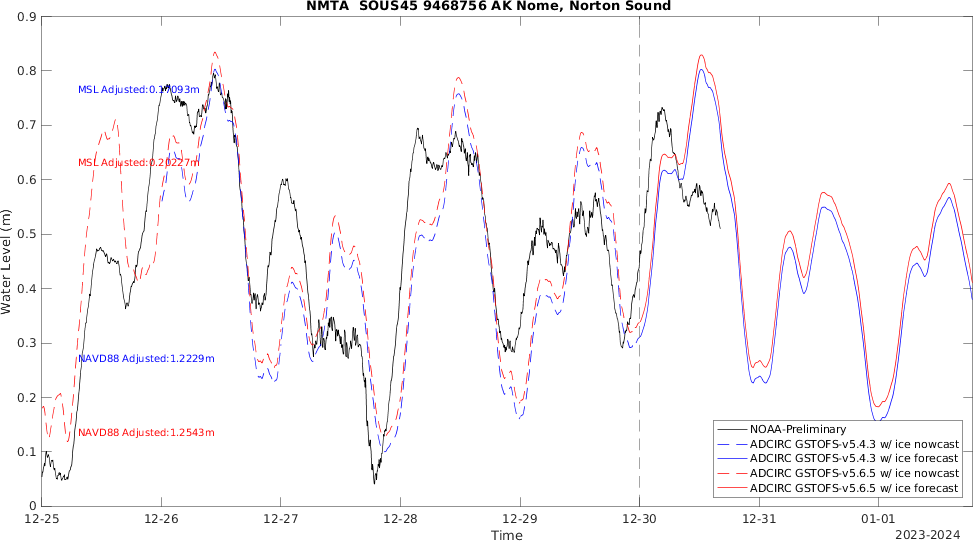 NMTA SOUS45 9468756 AK Nome, Norton Sound
0.9
0.8
0.7
0.6
0.5
0.4
0.3
0.2
0.1
0
Water Level (m)
MSL Adjusted:0.17093m
MSL Adjusted:0.20227m
NAVD88 Adjusted:1.2229m
NAVD88 Adjusted:1.2543m
NOAA-Preliminary
ADCIRC GSTOFS-v5.4.3 w/ ice nowcast
ADCIRC GSTOFS-v5.4.3 w/ ice forecast
ADCIRC GSTOFS-v5.6.5 w/ ice nowcast
ADCIRC GSTOFS-v5.6.5 w/ ice forecast
12-25 12-26 12-27 12-28 12-29 12-30 12-31 01-01
Time
2023-2024